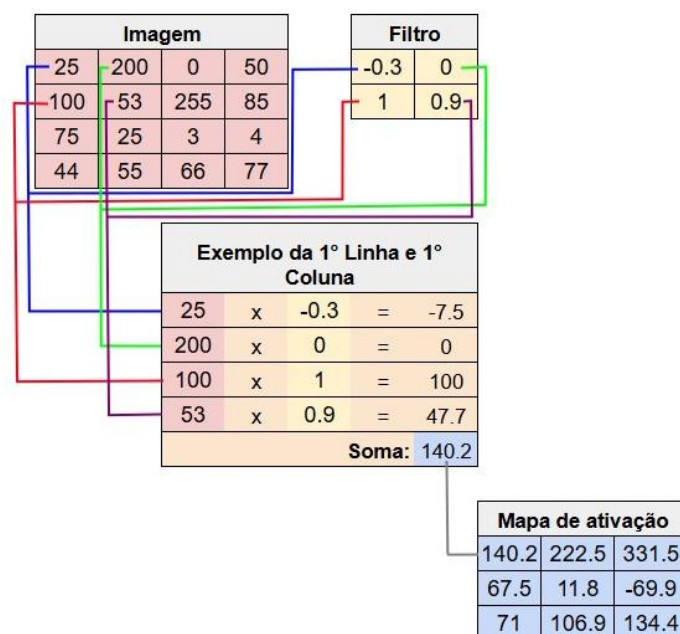 Imagem
25 200 0 50
100 53 255 85
75 25 3 4
44 55 66 77
Filtro
-0.3 0
1 0.9
Exemplo da 1° Linha e 1°
Coluna
25 x -0.3 = -7.5
200 x 0 = 0
100 x 1 = 100
53 x 0.9 = 47.7
Soma: 140.2
Mapa de ativação
140.2 222.5 331.5
67.5 11.8 -69.9
71 106.9 134.4